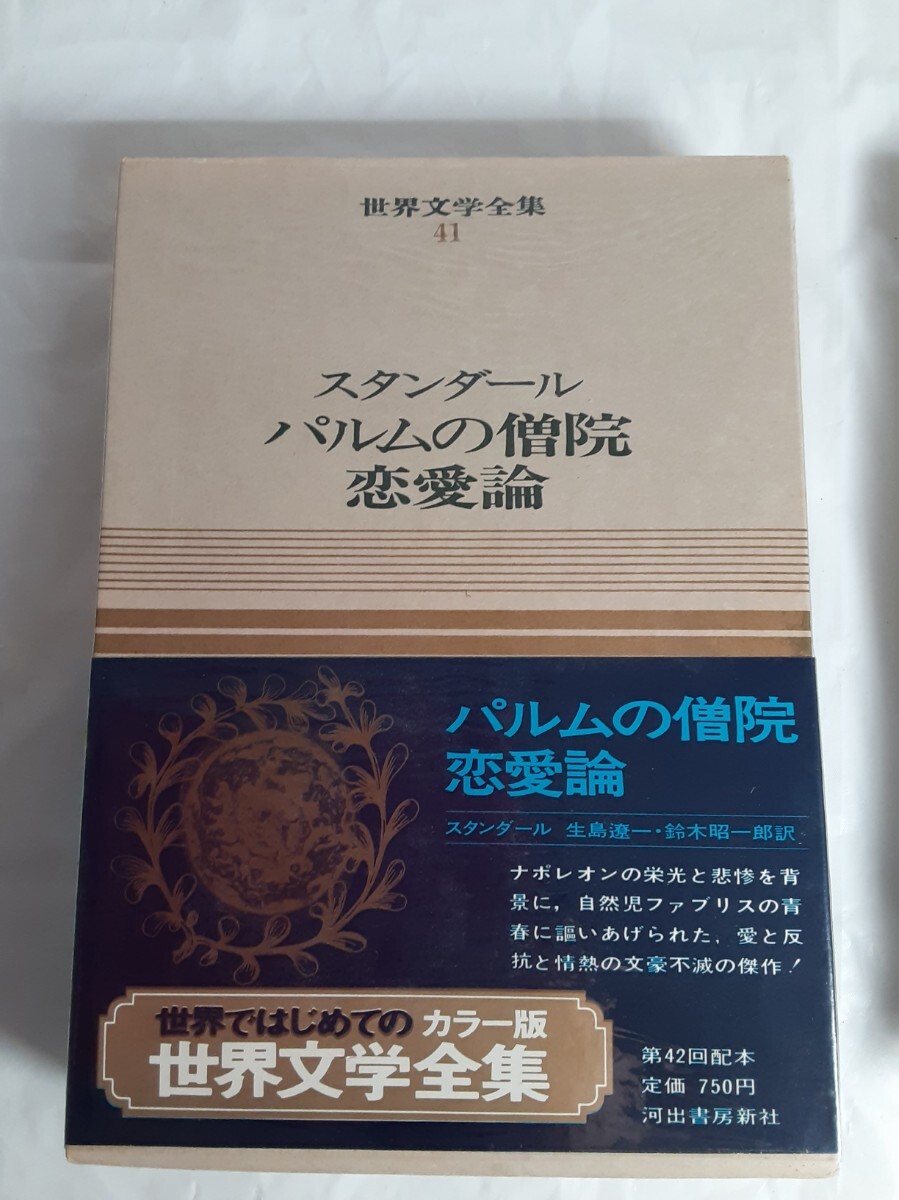 世界文学全集
41
スタンダール
パルムの僧院
恋愛論
パルムの僧院
恋愛論
スタンダール 生島遼一・鈴木昭一郎訳
ナポレオンの栄光と悲惨を背
景に，自然児ファブリスの青
春に謳いあげられた，愛と反
抗と情熱の文豪不滅の傑作！
世界ではじめての カラー版
世界文学全集
第42回配本
定価 750円
河出書房新社